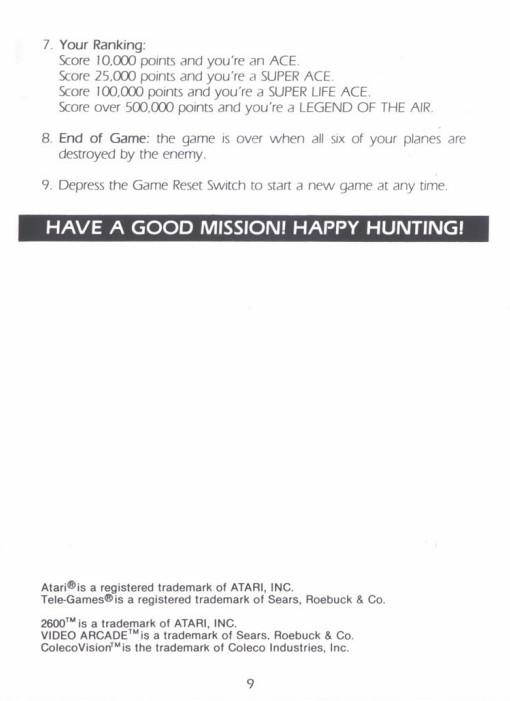 7. Your Ranking:
Score 10,000 points and you're an ACE.
Score 25,000 points and you're a SUPER ACE.
Score 100,000 points and you're a SUPER LIFE ACE.
Score over 500,000 points and you're a LEGEND OF THE AIR.
8. End of Game: the game is over when all six of your planes are
destroyed by the enemy.
9. Depress the Game Reset Switch to start a new game at any time.
HAVE A GOOD MISSION! HAPPY HUNTING!
Atari® is a registered trademark of ATARI, INC.
Tele-Games® is a registered trademark of Sears, Roebuck & Co.
2600™ is a trademark of ATARI, INC.
VIDEO ARCADE™ is a trademark of Sears, Roebuck & Co.
ColecoVision™ is the trademark of Coleco Industries, Inc.
9